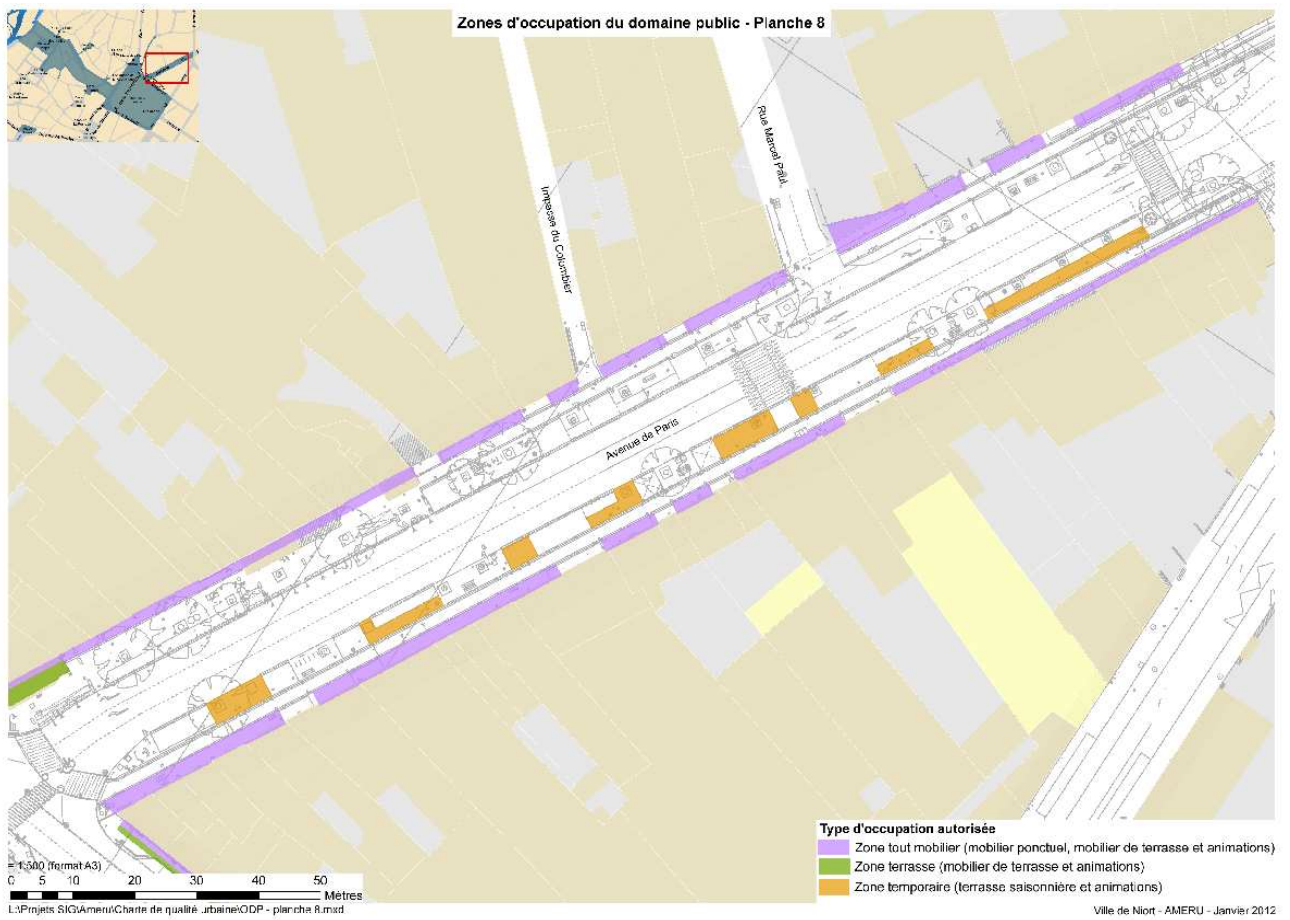 Zones d'occupation du domaine public - Planche 8
Rue Marcel Paul
Impasse du Colombier
Avenue de Paris
Type d'occupation autorisée
Zone tout mobilier (mobilier ponctuel, mobilier de terrasse et animations)
Zone terrasse (mobilier de terrasse et animations)
Zone temporaire (terrasse saisonnière et animations)
= 1:500 (format A3)
0 5 10 20 30 40 50
Mètres
L:\Projets SIG\Ameru\Charte de qualité urbaine\ODP - planche 8.mxd
Ville de Niort - AMERU - Janvier 2012